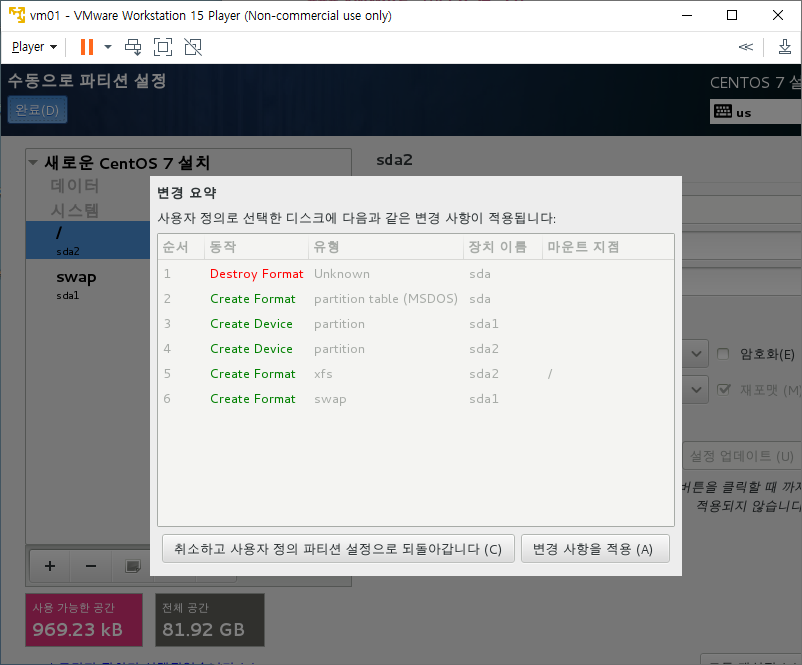 vm01 - VMware Workstation 15 Player (Non-commercial use only)
Player
수동으로 파티션 설정
CENTOS 7 설
완료(D)
us
새로운 CentOS 7 설치
데이터
시스템
/
sda2
swap
sda1
sda2
변경 요약
사용자 정의로 선택한 디스크에 다음과 같은 변경 사항이 적용됩니다:
순서 동작 유형 장치 이름 마운트 지점
1 Destroy Format Unknown sda
2 Create Format partition table (MSDOS) sda
3 Create Device partition sda1
4 Create Device partition sda2
5 Create Format xfs sda2 /
6 Create Format swap sda1
취소하고 사용자 정의 파티션 설정으로 되돌아갑니다 (C)
변경 사항을 적용 (A)
암호화(E)
재포맷 (M
설정 업데이트 (U)
버튼을 클릭할 때 까지
적용되지 않습니다
사용 가능한 공간
969.23 kB
전체 공간
81.92 GB